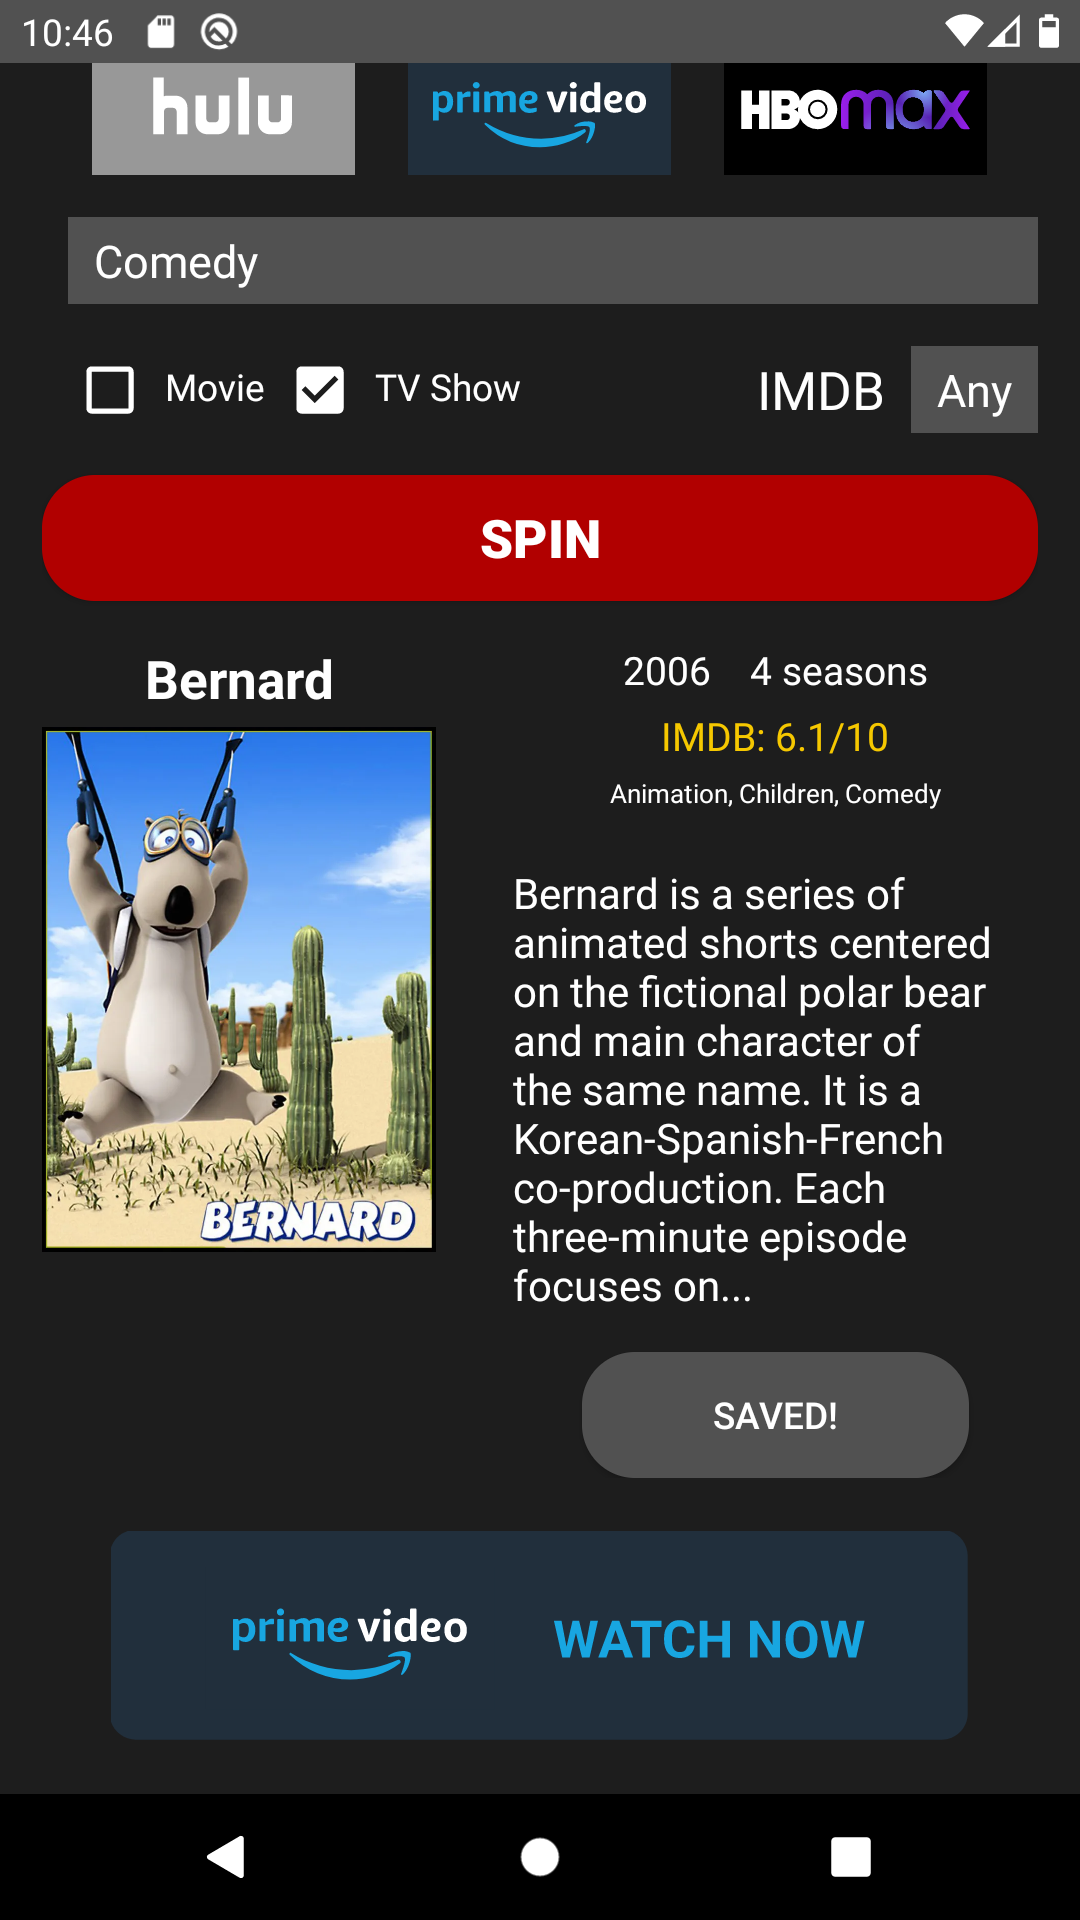 10:46
hulu
prime video
HBOmax
Comedy
Movie
TV Show
IMDB
Any
SPIN
Bernard
2006
4 seasons
IMDB: 6.1/10
Animation, Children, Comedy
BERNARD
Bernard is a series of
animated shorts centered
on the fictional polar bear
and main character of
the same name. It is a
Korean-Spanish-French
co-production. Each
three-minute episode
focuses on...
SAVED!
prime video
WATCH NOW